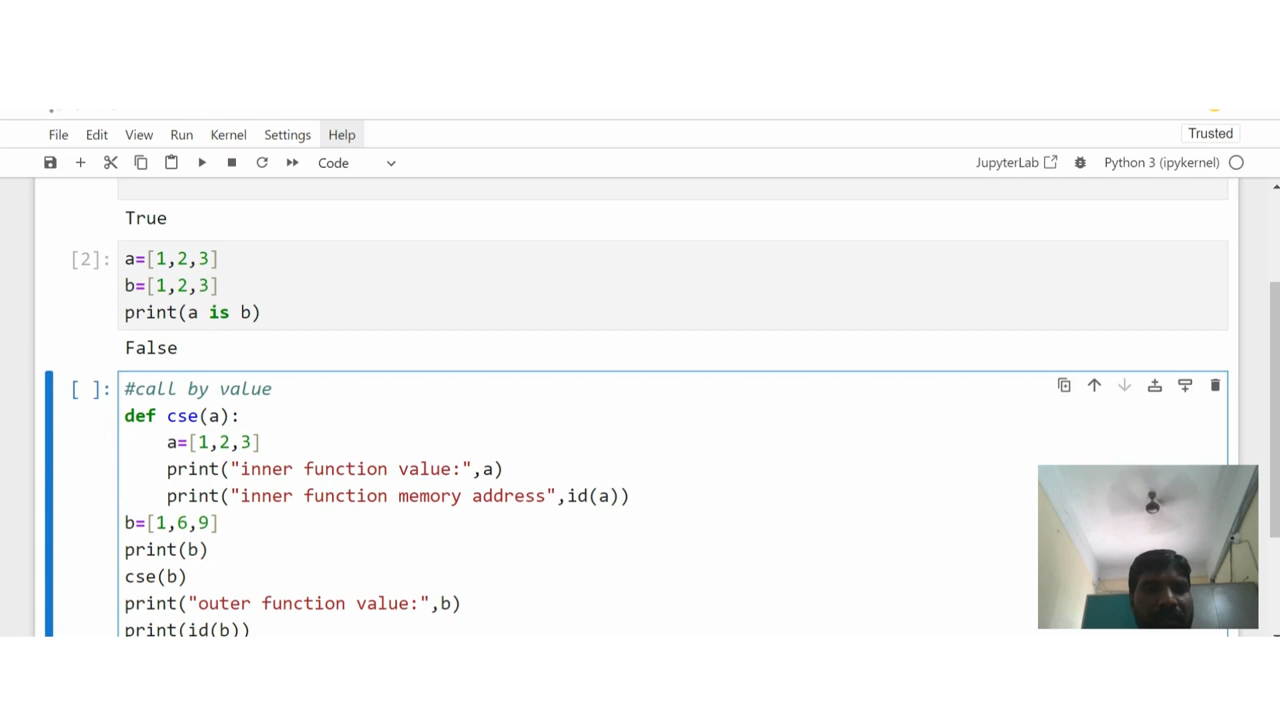 File Edit View Run Kernel Settings Help
Trusted
Code
JupyterLab
Python 3 (ipykernel)
True
[2]:
a=[1,2,3]
b=[1,2,3]
print(a is b)
False
[ ]:
#call by value
def cse(a):
    a=[1,2,3]
    print("inner function value:",a)
    print("inner function memory address",id(a))
b=[1,6,9]
print(b)
cse(b)
print("outer function value:",b)
print(id(b))